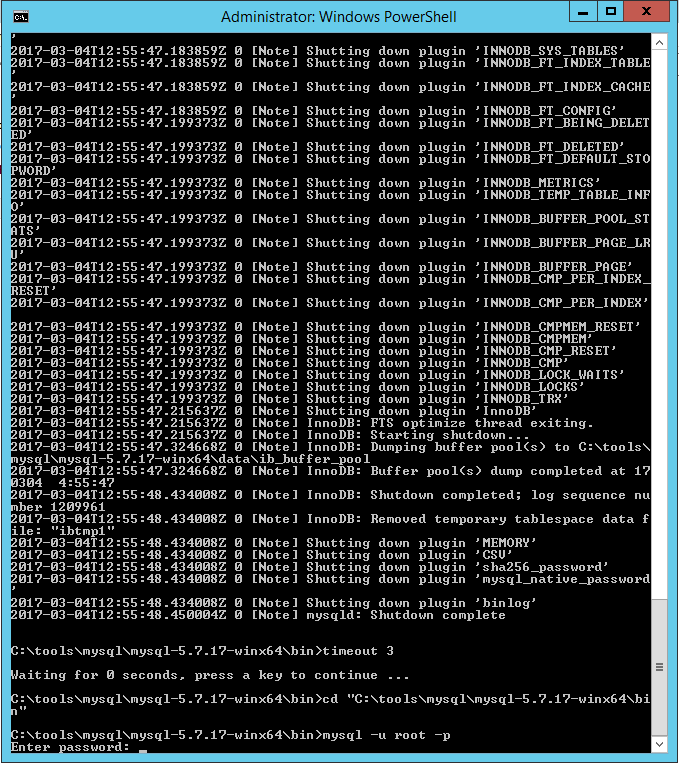 Administrator: Windows PowerShell
'
2017-03-04T12:55:47.183859Z 0 [Note] Shutting down plugin 'INNODB_SYS_TABLES'
2017-03-04T12:55:47.183859Z 0 [Note] Shutting down plugin 'INNODB_FT_INDEX_TABLE
'
2017-03-04T12:55:47.183859Z 0 [Note] Shutting down plugin 'INNODB_FT_INDEX_CACHE
'
2017-03-04T12:55:47.183859Z 0 [Note] Shutting down plugin 'INNODB_FT_CONFIG'
2017-03-04T12:55:47.199373Z 0 [Note] Shutting down plugin 'INNODB_FT_BEING_DELET
ED'
2017-03-04T12:55:47.199373Z 0 [Note] Shutting down plugin 'INNODB_FT_DELETED'
2017-03-04T12:55:47.199373Z 0 [Note] Shutting down plugin 'INNODB_FT_DEFAULT_STO
PWORD'
2017-03-04T12:55:47.199373Z 0 [Note] Shutting down plugin 'INNODB_METRICS'
2017-03-04T12:55:47.199373Z 0 [Note] Shutting down plugin 'INNODB_TEMP_TABLE_INF
O'
2017-03-04T12:55:47.199373Z 0 [Note] Shutting down plugin 'INNODB_BUFFER_POOL_ST
ATS'
2017-03-04T12:55:47.199373Z 0 [Note] Shutting down plugin 'INNODB_BUFFER_PAGE_LR
U'
2017-03-04T12:55:47.199373Z 0 [Note] Shutting down plugin 'INNODB_BUFFER_PAGE'
2017-03-04T12:55:47.199373Z 0 [Note] Shutting down plugin 'INNODB_CMP_PER_INDEX_
RESET'
2017-03-04T12:55:47.199373Z 0 [Note] Shutting down plugin 'INNODB_CMP_PER_INDEX'
2017-03-04T12:55:47.199373Z 0 [Note] Shutting down plugin 'INNODB_CMPMEM_RESET'
2017-03-04T12:55:47.199373Z 0 [Note] Shutting down plugin 'INNODB_CMPMEM'
2017-03-04T12:55:47.199373Z 0 [Note] Shutting down plugin 'INNODB_CMP_RESET'
2017-03-04T12:55:47.199373Z 0 [Note] Shutting down plugin 'INNODB_CMP'
2017-03-04T12:55:47.199373Z 0 [Note] Shutting down plugin 'INNODB_LOCK_WAITS'
2017-03-04T12:55:47.199373Z 0 [Note] Shutting down plugin 'INNODB_LOCKS'
2017-03-04T12:55:47.199373Z 0 [Note] Shutting down plugin 'INNODB_TRX'
2017-03-04T12:55:47.215637Z 0 [Note] Shutting down plugin 'InnoDB'
2017-03-04T12:55:47.215637Z 0 [Note] InnoDB: FTS optimize thread exiting.
2017-03-04T12:55:47.215637Z 0 [Note] InnoDB: Starting shutdown...
2017-03-04T12:55:47.324668Z 0 [Note] InnoDB: Dumping buffer pool(s) to C:\tools\
mysql\mysql-5.7.17-winx64\data\ib_buffer_pool
2017-03-04T12:55:47.324668Z 0 [Note] InnoDB: Buffer pool(s) dump completed at 17
0304  4:55:47
2017-03-04T12:55:48.434008Z 0 [Note] InnoDB: Shutdown completed; log sequence nu
mber 1209961
2017-03-04T12:55:48.434008Z 0 [Note] InnoDB: Removed temporary tablespace data f
ile: "ibtmp1"
2017-03-04T12:55:48.434008Z 0 [Note] Shutting down plugin 'MEMORY'
2017-03-04T12:55:48.434008Z 0 [Note] Shutting down plugin 'CSV'
2017-03-04T12:55:48.434008Z 0 [Note] Shutting down plugin 'sha256_password'
2017-03-04T12:55:48.434008Z 0 [Note] Shutting down plugin 'mysql_native_password
'
2017-03-04T12:55:48.434008Z 0 [Note] Shutting down plugin 'binlog'
2017-03-04T12:55:48.450004Z 0 [Note] mysqld: Shutdown complete
C:\tools\mysql\mysql-5.7.17-winx64\bin>timeout 3
Waiting for 0 seconds, press a key to continue ...
C:\tools\mysql\mysql-5.7.17-winx64\bin>cd "C:\tools\mysql\mysql-5.7.17-winx64\bi
n"
C:\tools\mysql\mysql-5.7.17-winx64\bin>mysql -u root -p
Enter password: _